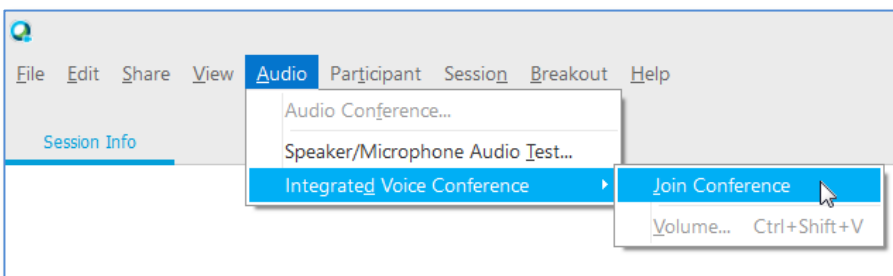 File Edit Share View Audio Participant Session Breakout Help
Audio Conference...
Session Info
Speaker/Microphone Audio Test...
Integrated Voice Conference
Join Conference
Volume... Ctrl+Shift+V